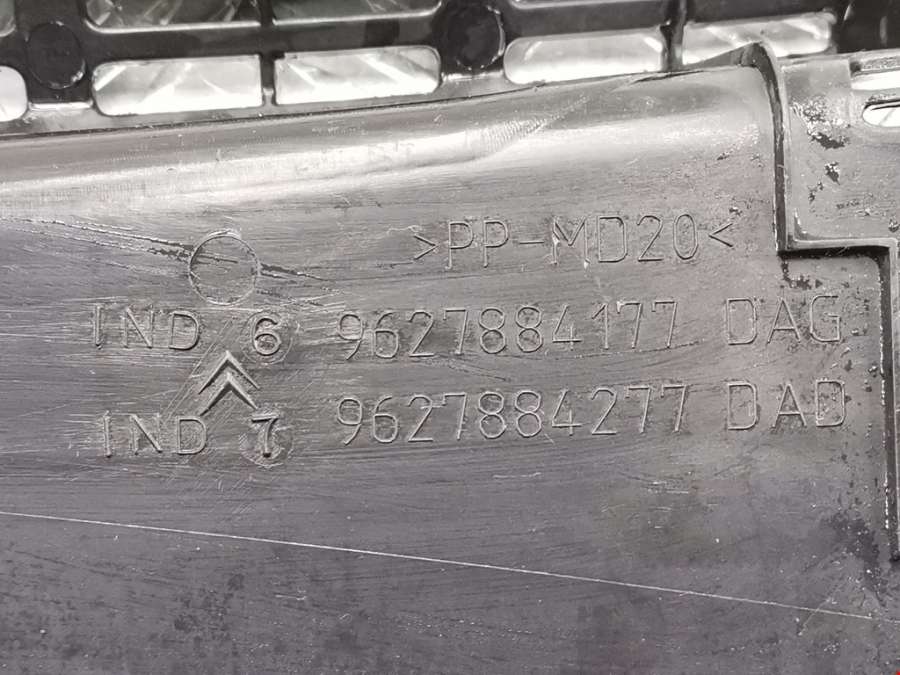 >PP-MD20<
IND 6 9627884177 DAG
IND 7 9627884277 DAD